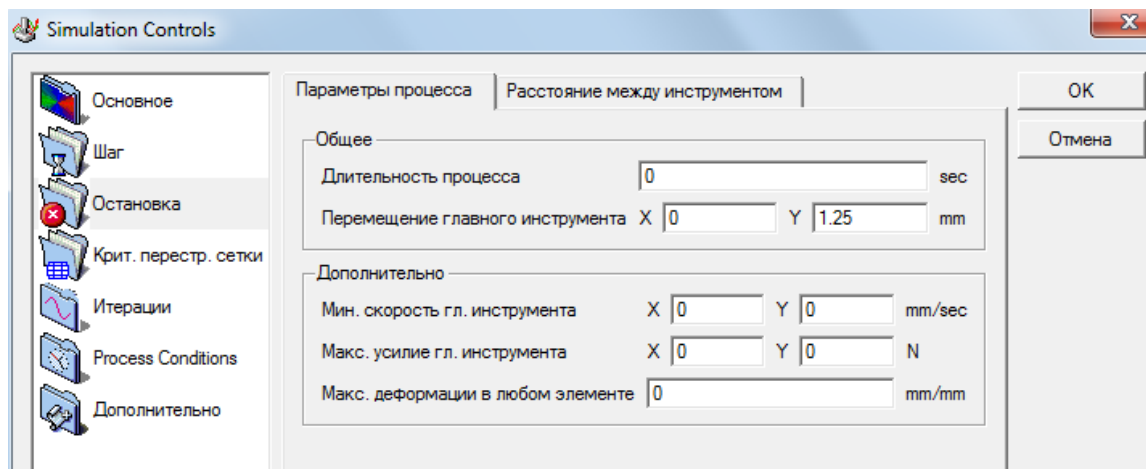 Simulation Controls
Основное
Шаг
Остановка
Крит. перестр. сетки
Итерации
Process Conditions
Дополнительно
Параметры процесса
Расстояние между инструментом
Общее
Длительность процесса 0 sec
Перемещение главного инструмента X 0 Y 1.25 mm
Дополнительно
Мин. скорость гл. инструмента X 0 Y 0 mm/sec
Макс. усилие гл. инструмента X 0 Y 0 N
Макс. деформации в любом элементе 0 mm/mm
OK
Отмена